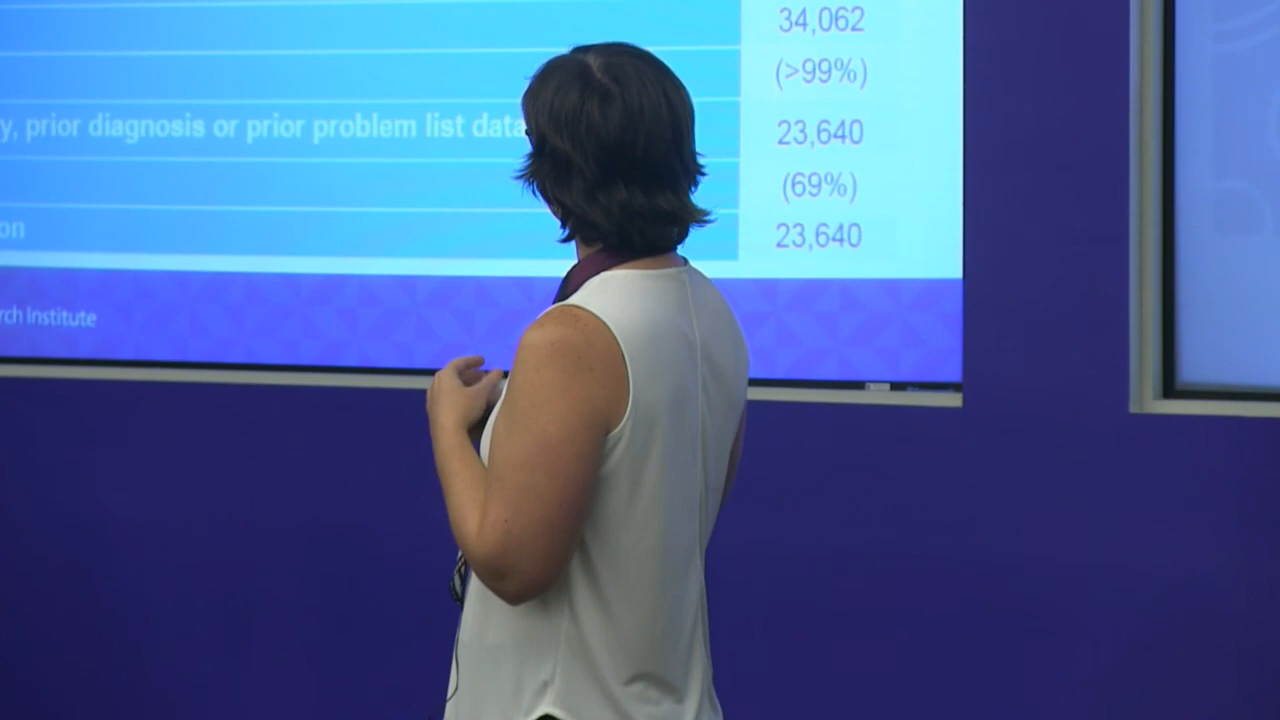 34,062
(>99%)
y, prior diagnosis or prior problem list data
23,640
(69%)
on
23,640
rch Institute